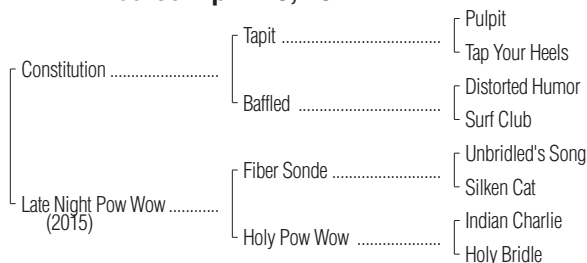 Pulpit
Tapit
Tap Your Heels
Constitution
Distorted Humor
Baffled
Surf Club
Unbridled's Song
Fiber Sonde
Silken Cat
Late Night Pow Wow
(2015)
Indian Charlie
Holy Pow Wow
Holy Bridle